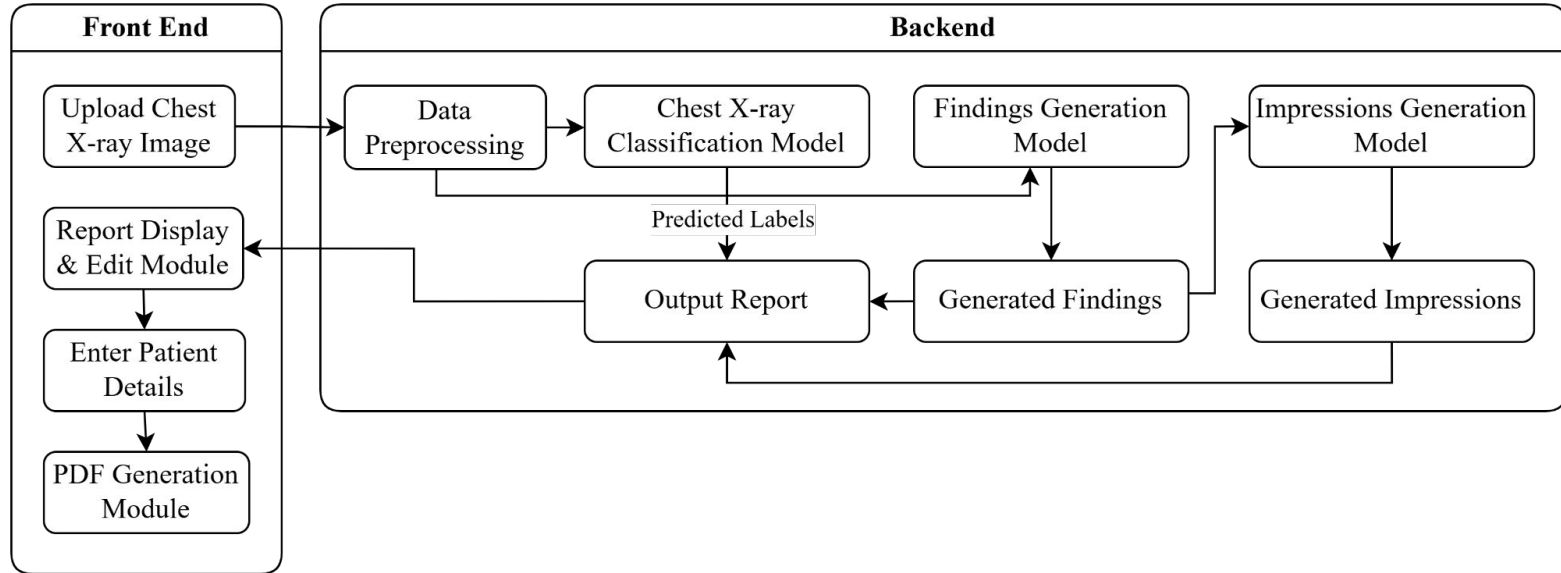 Front End
Upload Chest
X-ray Image
Report Display
& Edit Module
Enter Patient
Details
PDF Generation
Module
Backend
Data
Preprocessing
Chest X-ray
Classification Model
Findings Generation
Model
Impressions Generation
Model
Predicted Labels
Output Report
Generated Findings
Generated Impressions